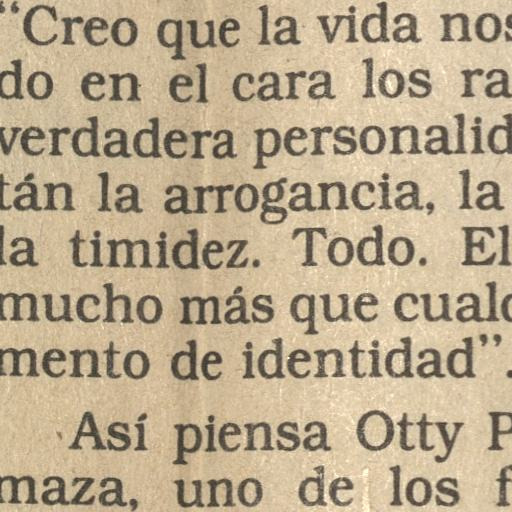 “Creo que la vida nos
do en el cara los ra
verdadera personalid
tán la arrogancia, la
la timidez. Todo. El
mucho más que cualq
mento de identidad”.
Así piensa Otty P
maza, uno de los f